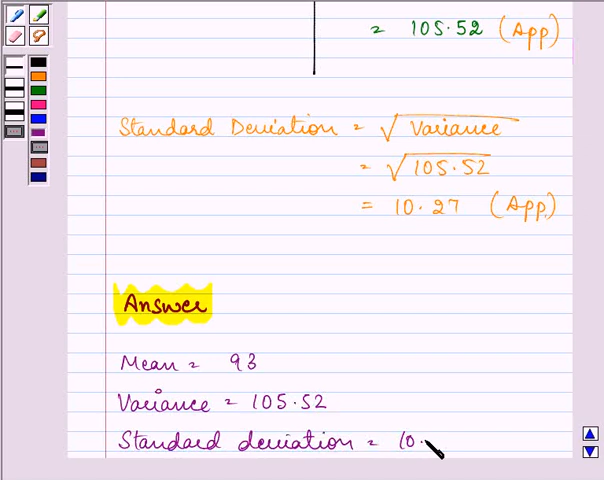 = 105.52 (App)
Standard Deviation = √Variance
= √105.52
= 10.27 (App)
Answer
Mean = 93
Variance = 105.52
Standard deviation = 10.